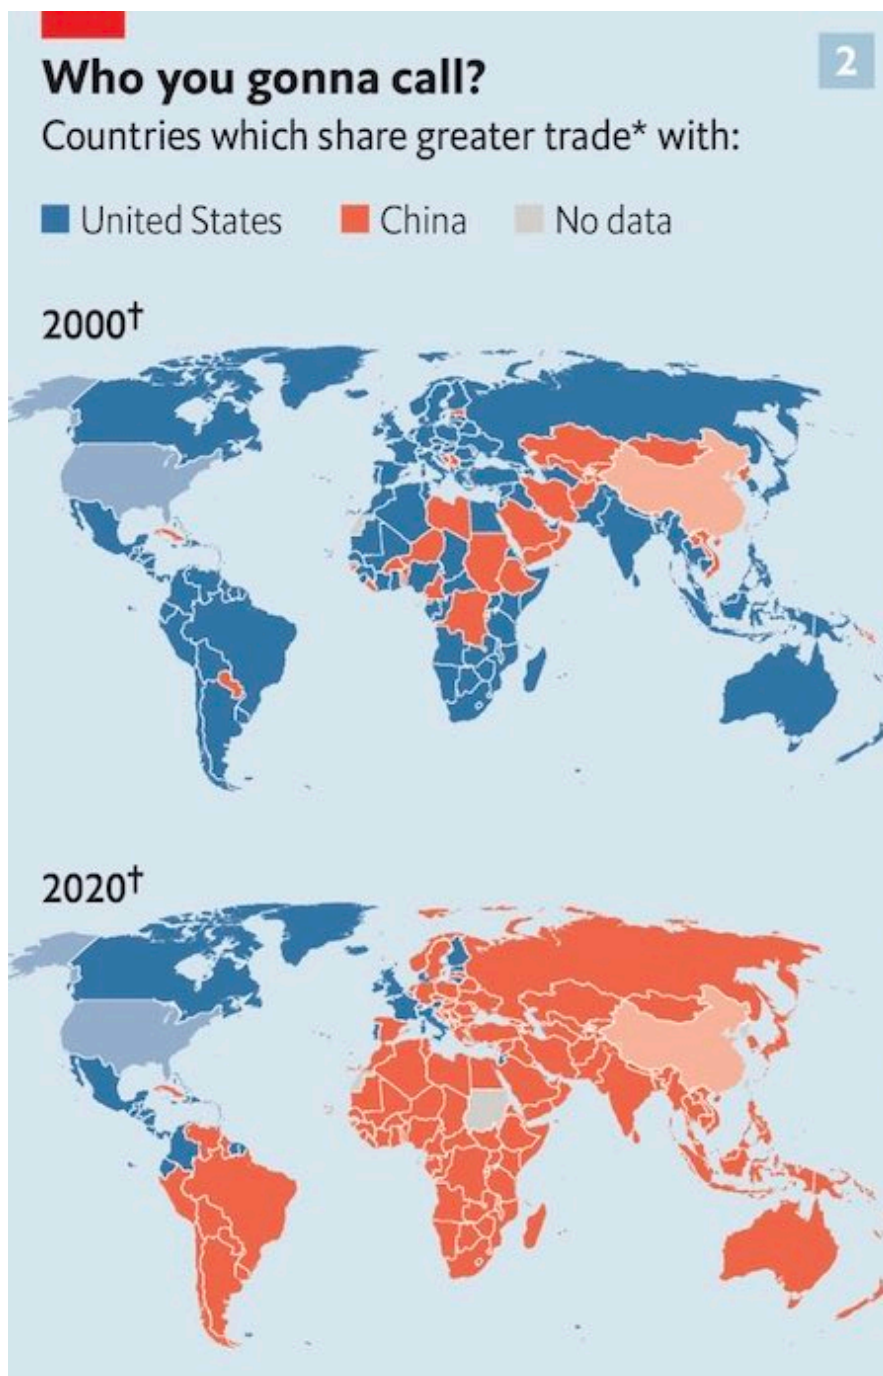 Who you gonna call?
2
Countries which share greater trade* with:
United States China No data
2000†
2020†